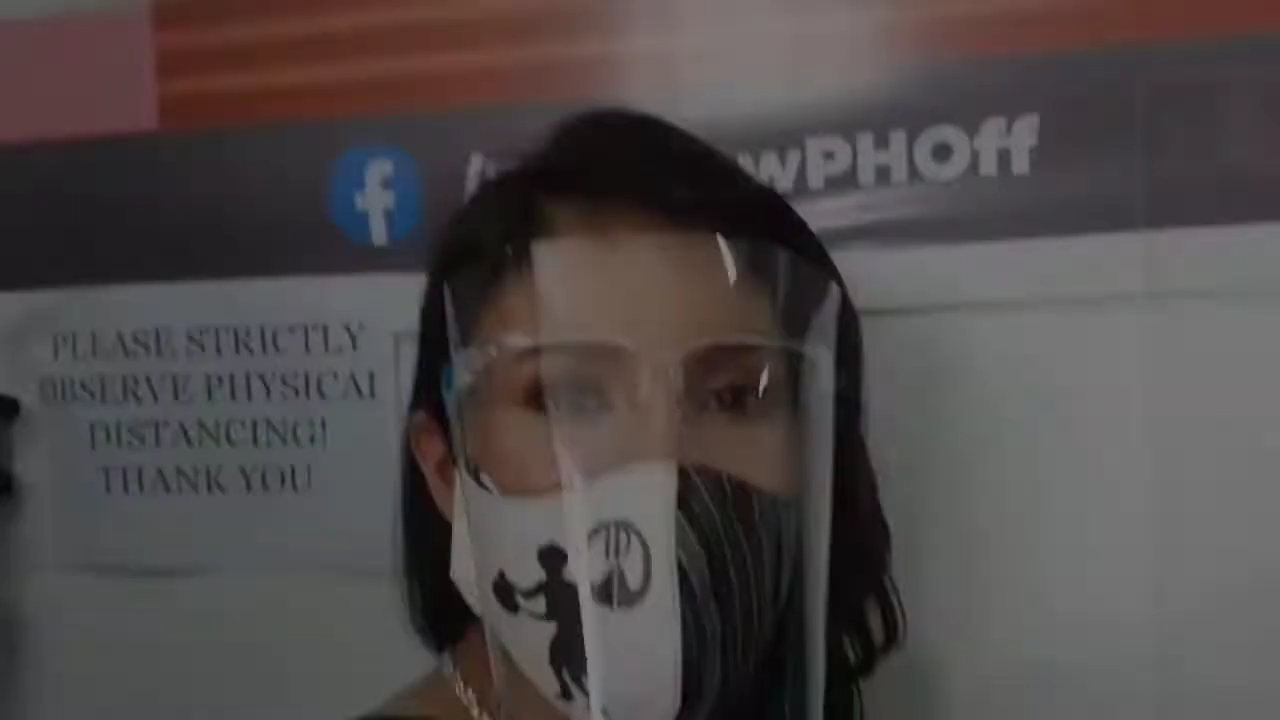 wPHOff
PLEASE STRICTLY
OBSERVE PHYSICAL
DISTANCING!
THANK YOU